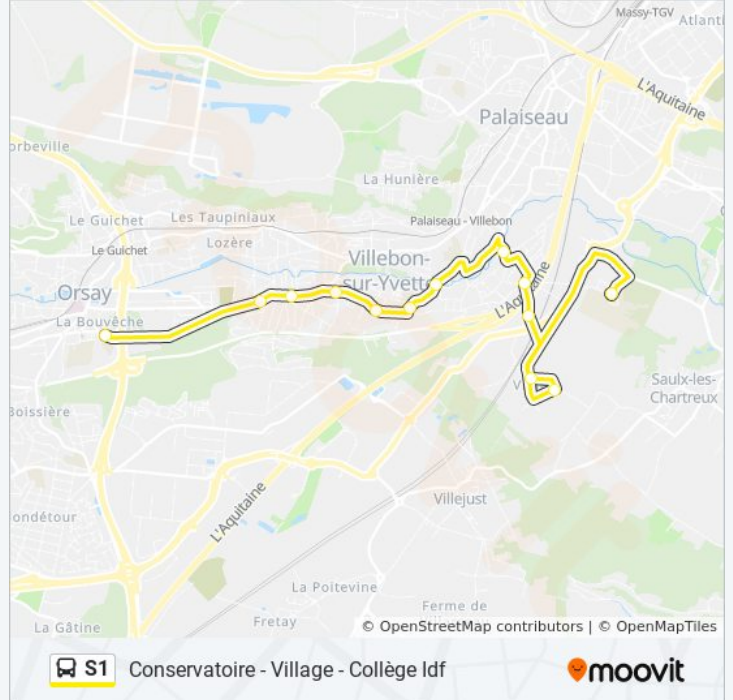 Massy-TGV
Atlanti
L'Aquitaine
Palaiseau
orbeville
La Hunière
Le Guichet
Les Taupiniaux
Palaiseau - Villebon
Lozère
Le Guichet
Villebon-
sur-Yvette
Orsay
L'Aquitaine
La Bouvêche
Saulx-les-
Chartreux
Boissière
Villejust
L'Aquitaine
ondétour
La Poitevine
Ferme de
Fretay
La Gâtine
© OpenStreetMap contributors | © OpenMapTiles
S1 Conservatoire - Village - Collège Idf
moovit